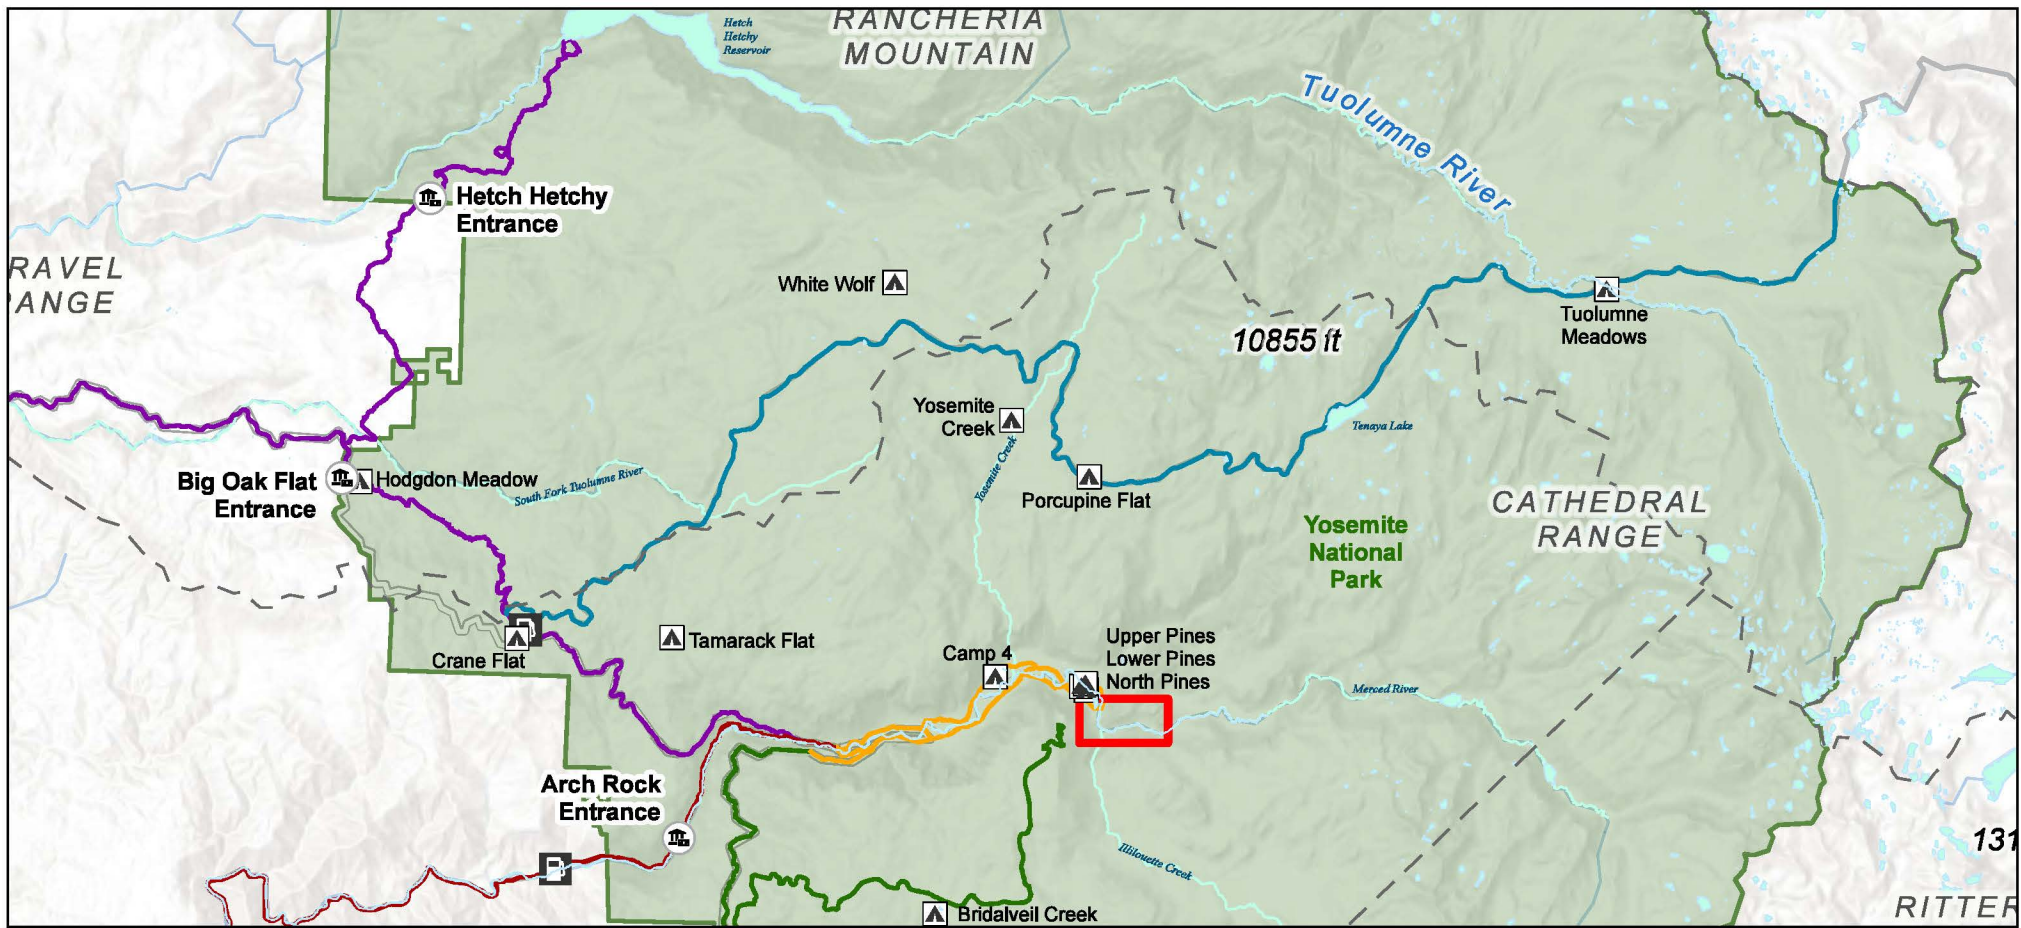 RANCHERIA
MOUNTAIN
Hetch
Hetchy
Reservoir
Tuolumne River
Hetch Hetchy
Entrance
RAVEL
ANGE
White Wolf
10855 ft
Tuolumne
Meadows
Yosemite
Creek
Tenaya Lake
Big Oak Flat
Entrance
Hodgdon Meadow
South Fork Tuolumne River
Yosemite Creek
Porcupine Flat
CATHEDRAL
RANGE
Yosemite
National
Park
Crane Flat
Tamarack Flat
Camp 4
Upper Pines
Lower Pines
North Pines
Merced River
Arch Rock
Entrance
Illilouette Creek
131
Bridalveil Creek
RITTER